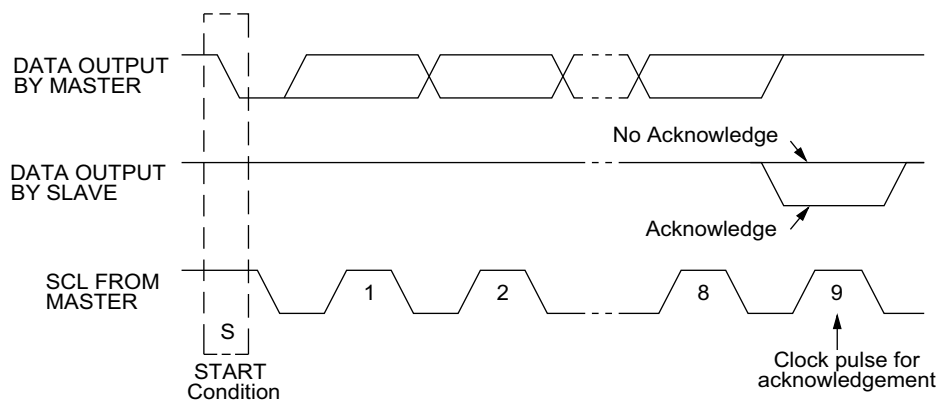 DATA OUTPUT
BY MASTER
No Acknowledge
DATA OUTPUT
BY SLAVE
Acknowledge
SCL FROM
MASTER
1
2
8
9
S
START
Condition
Clock pulse for
acknowledgement